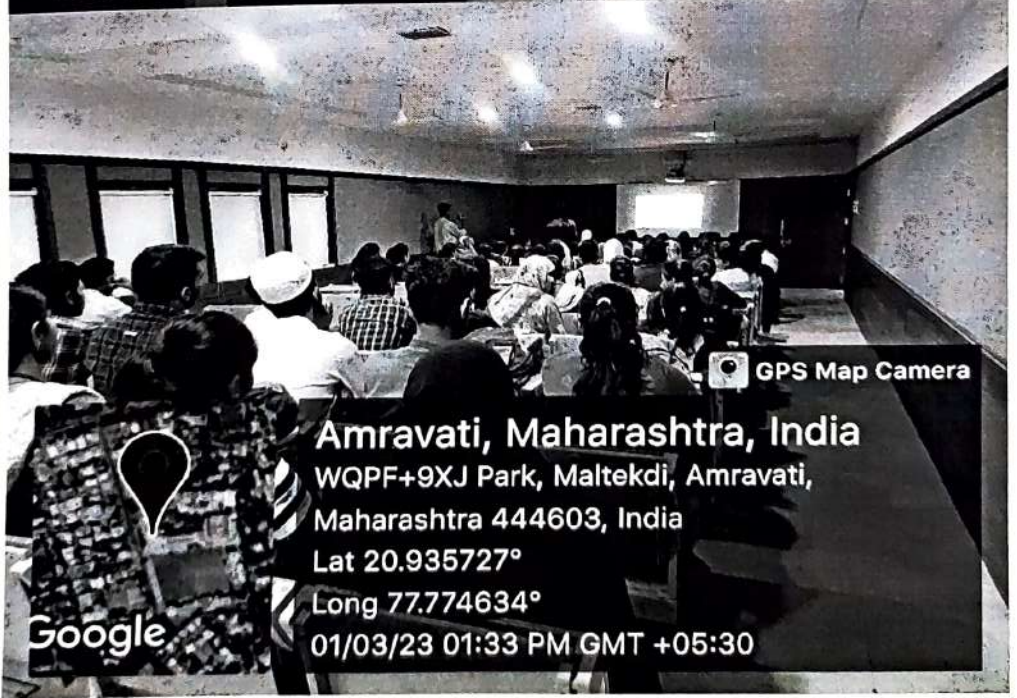 GPS Map Camera
Amravati, Maharashtra, India
WQPF+9XJ Park, Maltekdi, Amravati,
Maharashtra 444603, India
Lat 20.935727°
Long 77.774634°
01/03/23 01:33 PM GMT +05:30
Google